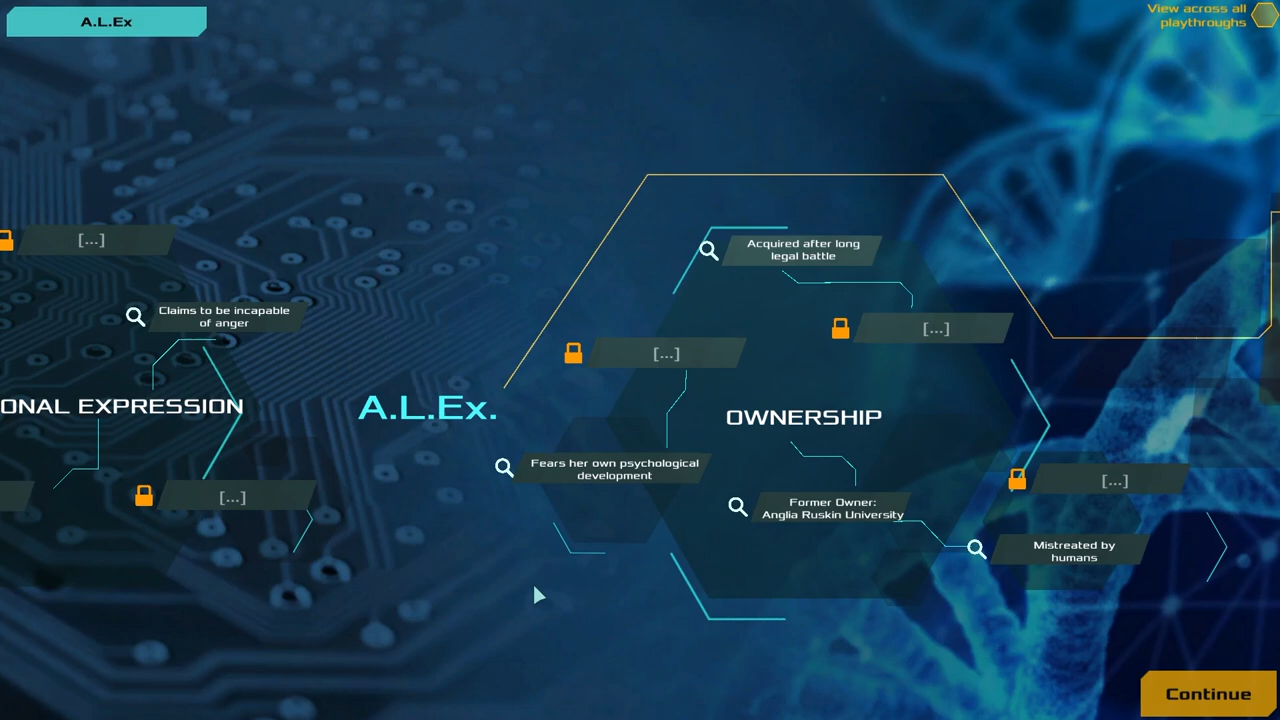 A.L.Ex
View across all
playthroughs
Acquired after long
legal battle
[...]
Claims to be incapable
of anger
[...]
[...]
ONAL EXPRESSION
A.L.Ex.
OWNERSHIP
Fears her own psychological
development
[...]
[...]
Former Owner:
Anglia Ruskin University
Mistreated by
humans
Continue